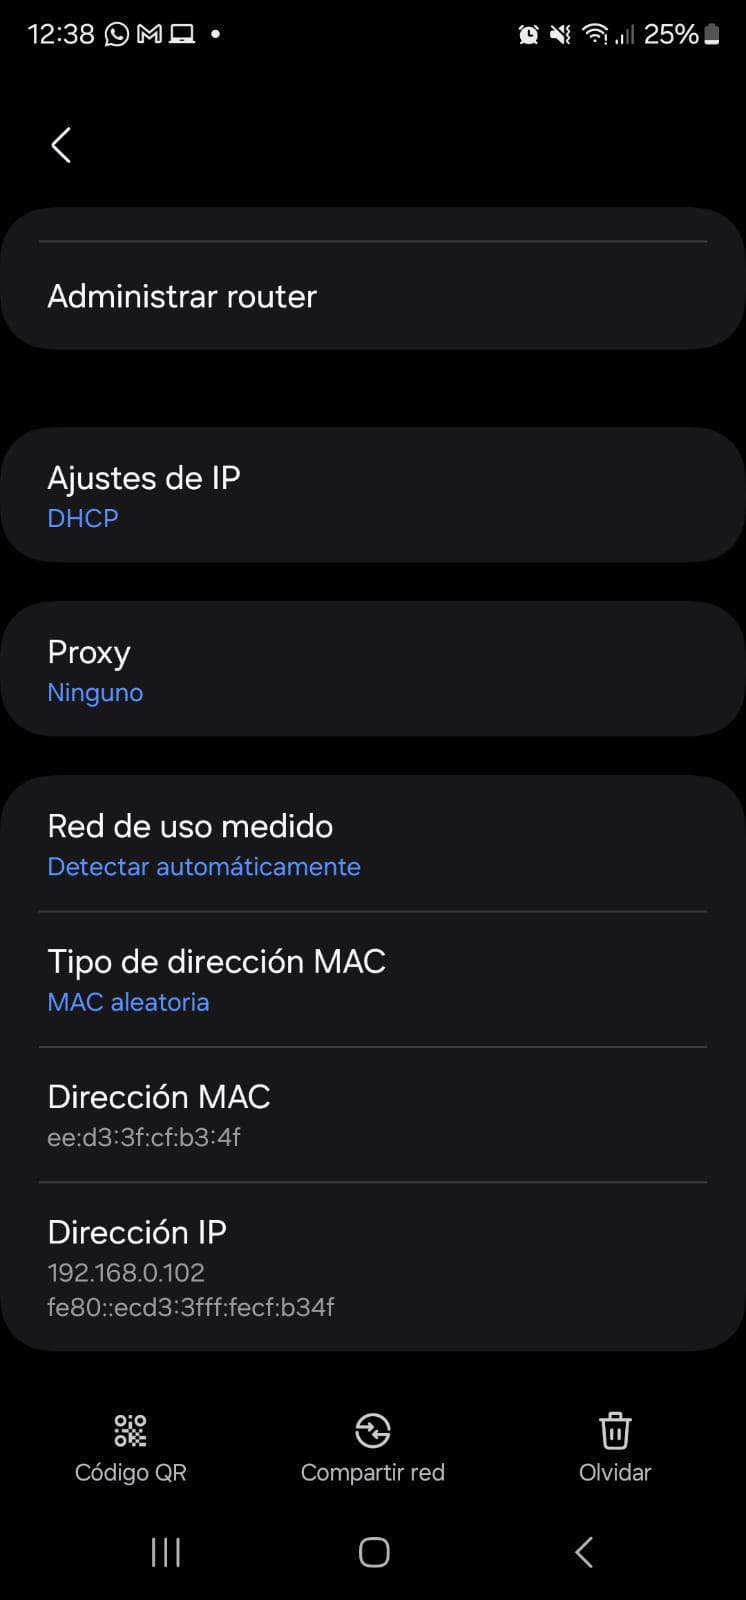 12:38
25%
Administrar router
Ajustes de IP
DHCP
Proxy
Ninguno
Red de uso medido
Detectar automáticamente
Tipo de dirección MAC
MAC aleatoria
Dirección MAC
ee:d3:3f:cf:b3:4f
Dirección IP
192.168.0.102
fe80::ecd3:3fff:fecf:b34f
Código QR
Compartir red
Olvidar